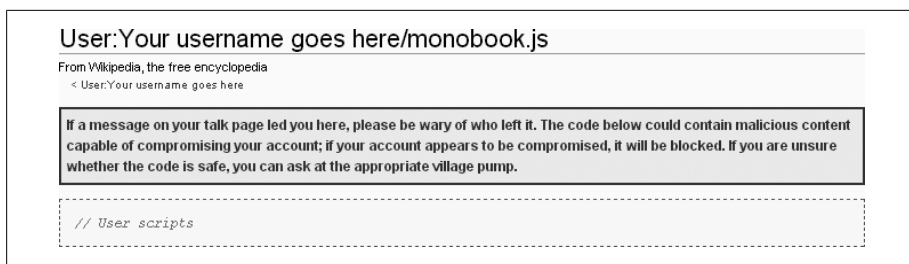 User:Your username goes here/monobook.js
From Wikipedia, the free encyclopedia
< User:Your username goes here
If a message on your talk page led you here, please be wary of who left it. The code below could contain malicious content
capable of compromising your account; if your account appears to be compromised, it will be blocked. If you are unsure
whether the code is safe, you can ask at the appropriate village pump.
// User scripts